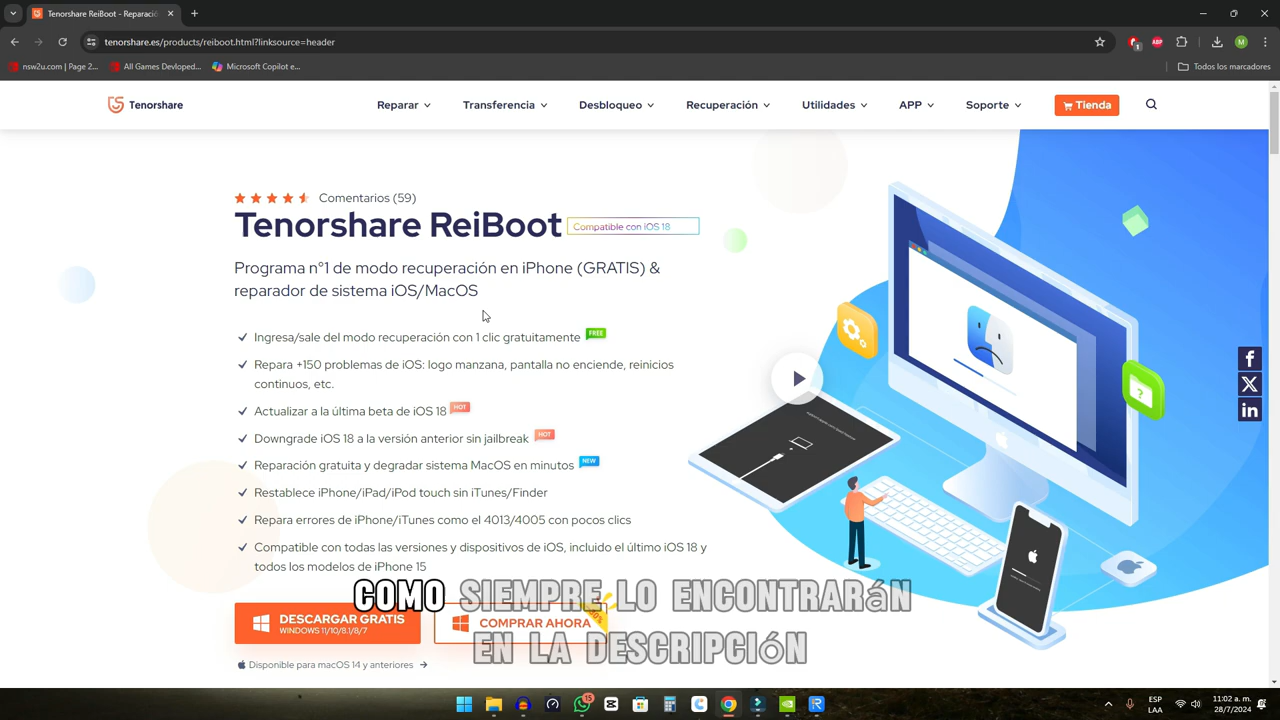 Tenorshare ReiBoot - Reparació
tenorshare.es/products/reiboot.html?linksource=header
1
ABP
M
nsw2u.com | Page 2...
All Games Devloped...
Microsoft Copilot e...
Todos los marcadores
Tenorshare
Reparar
Transferencia
Desbloqueo
Recuperación
Utilidades
APP
Soporte
Tienda
Comentarios (59)
Tenorshare ReiBoot
Compatible con iOS 18
Programa nº1 de modo recuperación en iPhone (GRATIS) &
reparador de sistema iOS/MacOS
Ingresa/sale del modo recuperación con 1 clic gratuitamente FREE
Repara +150 problemas de iOS: logo manzana, pantalla no enciende, reinicios
continuos, etc.
Actualizar a la última beta de iOS 18 HOT
Downgrade iOS 18 a la versión anterior sin jailbreak HOT
Reparación gratuita y degradar sistema MacOS en minutos NEW
Restablece iPhone/iPad/iPod touch sin iTunes/Finder
Repara errores de iPhone/iTunes como el 4013/4005 con pocos clics
Compatible con todas las versiones y dispositivos de iOS, incluido el último iOS 18 y
todos los modelos de iPhone 15
COMO SIEMPRE LO ENCONTRARáN
EN LA DESCRIPCIóN
DESCARGAR GRATIS
WINDOWS 11/10/8.1/8/7
COMPRAR AHORA
Disponible para macOS 14 y anteriores
15
ESP
LAA
11:02 a. m.
28/7/2024